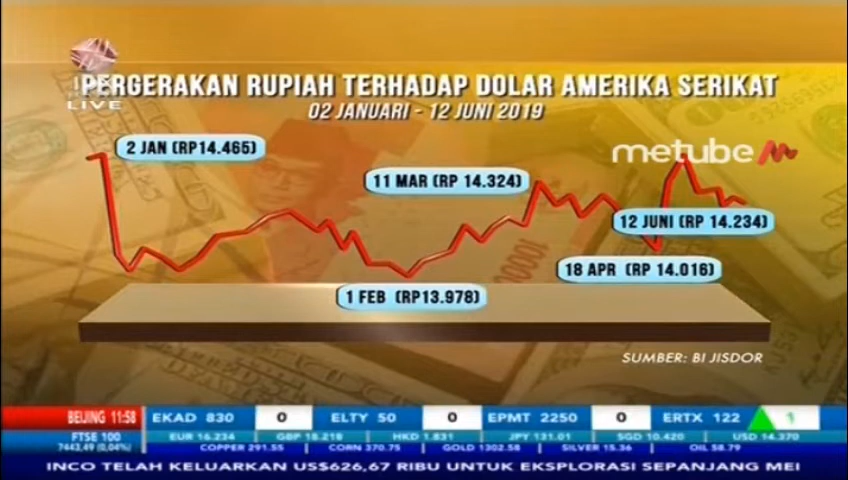 LIVE
PERGERAKAN RUPIAH TERHADAP DOLAR AMERIKA SERIKAT
02 JANUARI - 12 JUNI 2019
metube
2 JAN (RP14.465)
11 MAR (RP 14.324)
12 JUNI (RP 14.234)
18 APR (RP 14.016)
1 FEB (RP13.978)
SUMBER: BI JISDOR
BEIJING 11:58 EKAD 830 0 ELTY 50 0 EPMT 2250 0 ERTX 122 1
FTSE 100 EUR 16.234 GBP 18.218 HKD 1.831 JPY 131.01 SGD 10.420 USD 14.370
7443,49 (0,04%) COPPER 291.55 CORN 370.75 GOLD 1302.58 SILVER 15.36 OIL 58.79
INCO TELAH KELUARKAN US$626,67 RIBU UNTUK EKSPLORASI SEPANJANG MEI